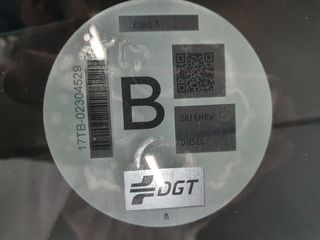 EURO 5
17TB-02304529
B
2616HRV
DIESEL
DGT